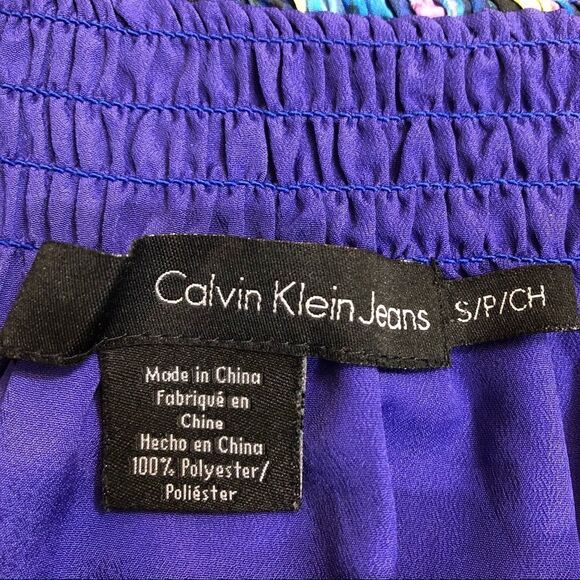 Calvin Klein Jeans
S/P/CH
Made in China
Fabriqué en
Chine
Hecho en China
100% Polyester/
Poliéster